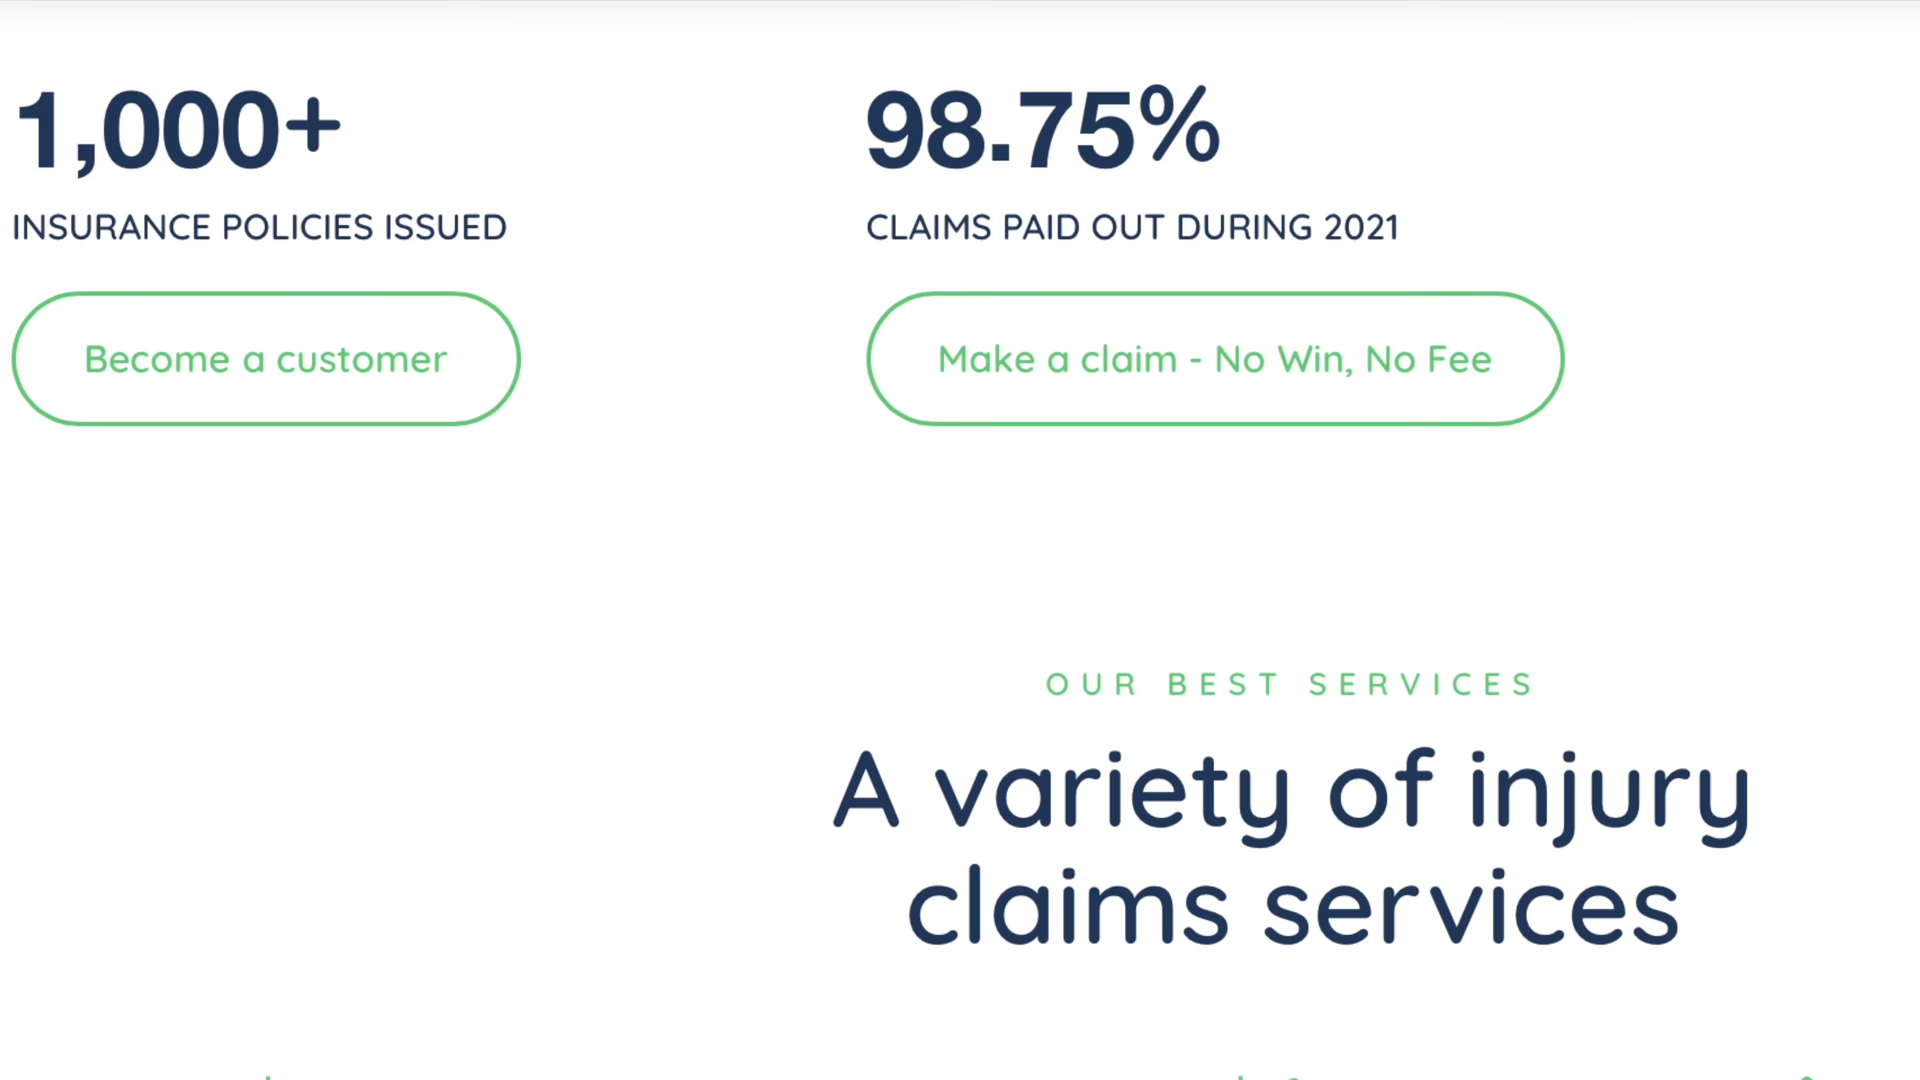 1,000+
98.75%
INSURANCE POLICIES ISSUED
CLAIMS PAID OUT DURING 2021
Become a customer
Make a claim - No Win, No Fee
OUR BEST SERVICES
A variety of injury
claims services